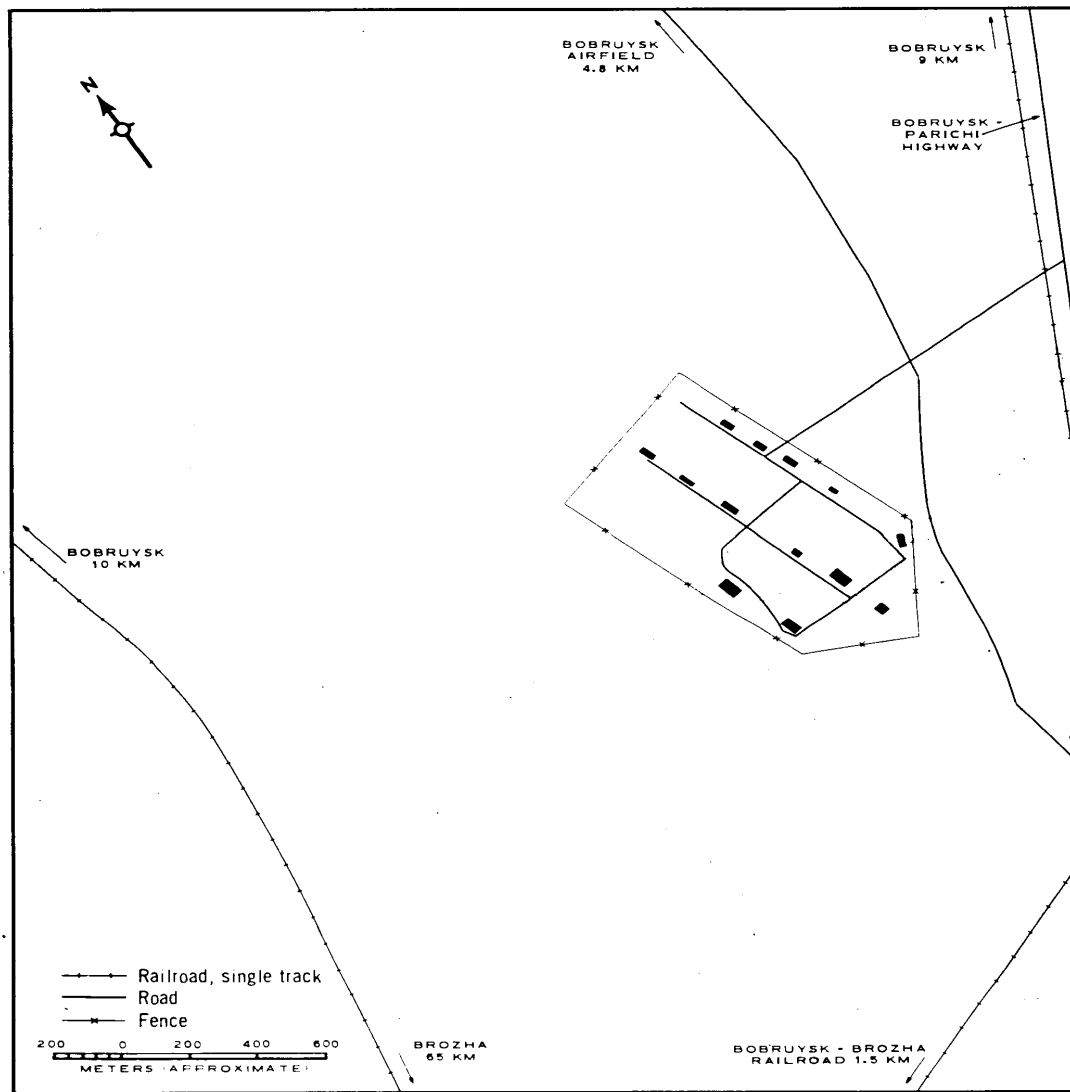 BOBRUYSK
AIRFIELD
4.8 KM
BOBRUYSK
9 KM
N
BOBRUYSK -
PARICHI
HIGHWAY
BOBRUYSK
10 KM
Railroad, single track
Road
Fence
200 0 200 400 600
METERS (APPROXIMATE)
BROZHA
65 KM
BOBRUYSK - BROZHA
RAILROAD 1.5 KM